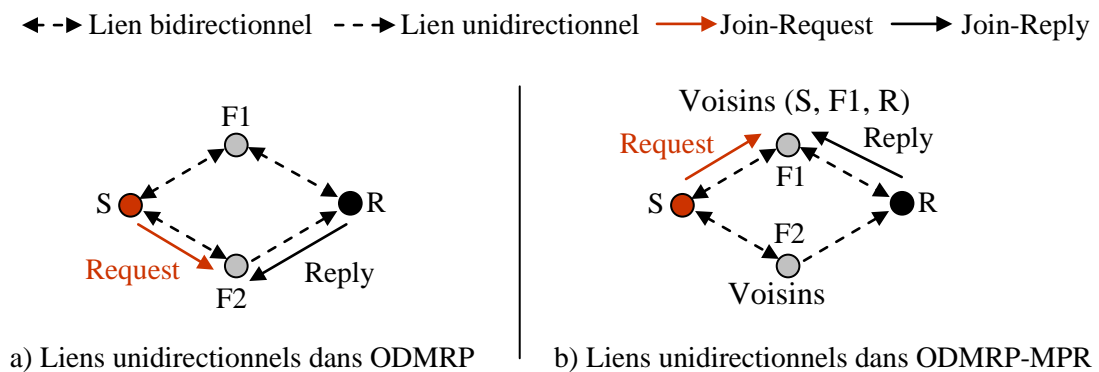 Lien bidirectionnel Lien unidirectionnel Join-Request Join-Reply
F1
S
R
Request
F2
Reply
a) Liens unidirectionnels dans ODMRP
Voisins (S, F1, R)
Request
Reply
F1
S
R
F2
Voisins
b) Liens unidirectionnels dans ODMRP-MPR